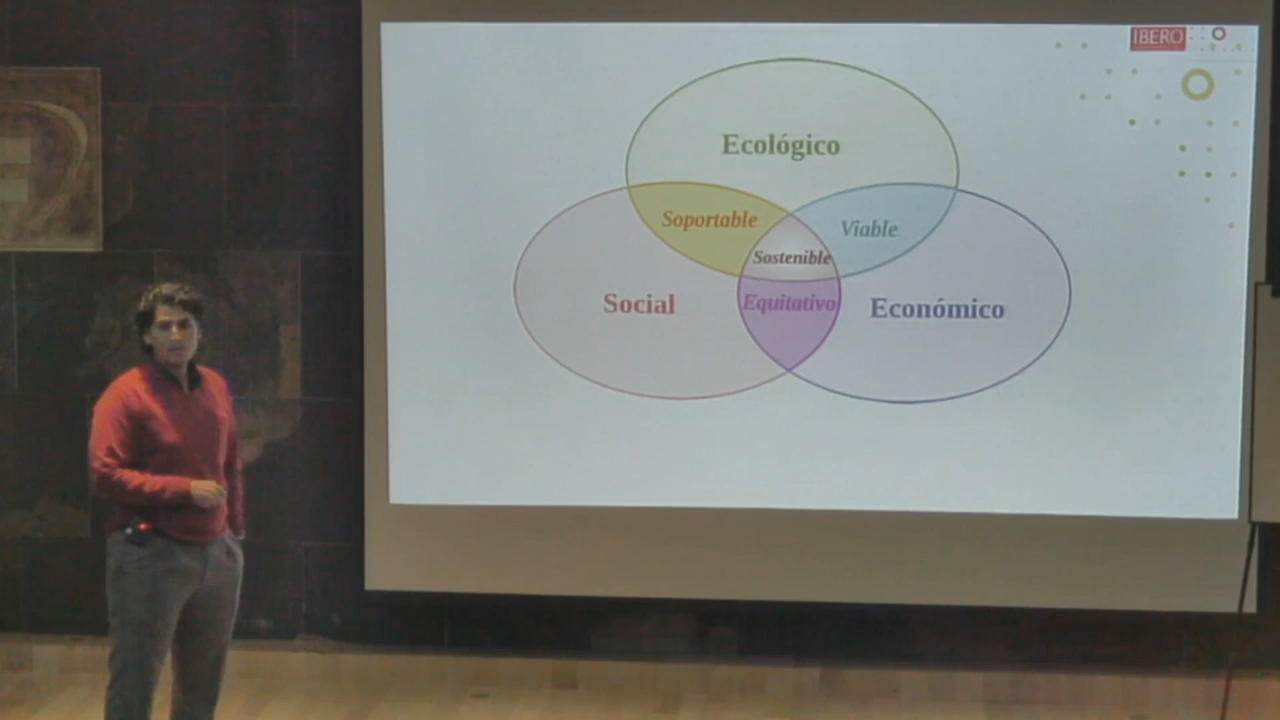 IBERO
Ecológico
Soportable
Viable
Sostenible
Social
Equitativo
Económico